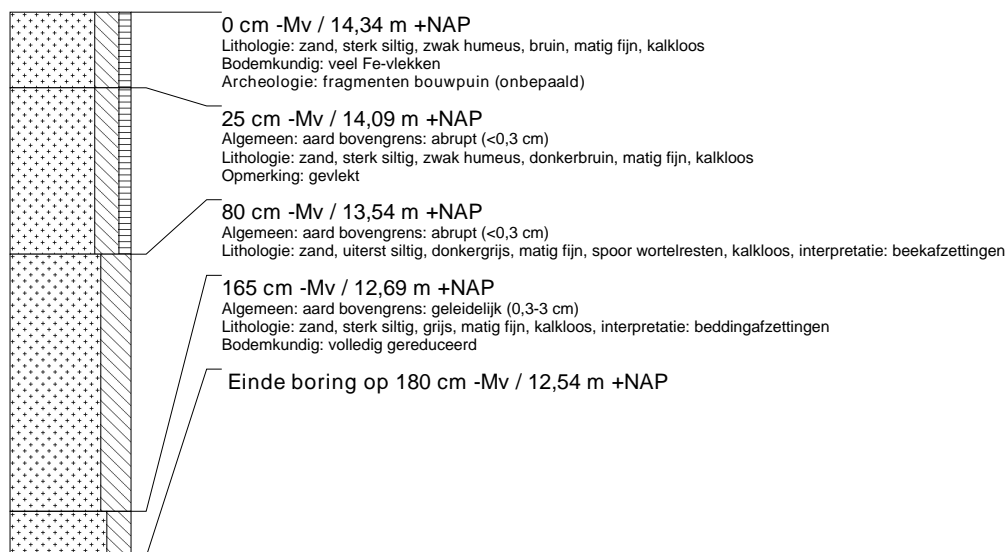 0 cm -Mv / 14,34 m +NAP
Lithologie: zand, sterk siltig, zwak humeus, bruin, matig fijn, kalkloos
Bodemkundig: veel Fe-vlekken
Archeologie: fragmenten bouwpuin (onbepaald)
25 cm -Mv / 14,09 m +NAP
Algemeen: aard bovengrens: abrupt (<0,3 cm)
Lithologie: zand, sterk siltig, zwak humeus, donkerbruin, matig fijn, kalkloos
Opmerking: gevlekt
80 cm -Mv / 13,54 m +NAP
Algemeen: aard bovengrens: abrupt (<0,3 cm)
Lithologie: zand, uiterst siltig, donkergrijs, matig fijn, spoor wortelresten, kalkloos, interpretatie: beekafzettingen
165 cm -Mv / 12,69 m +NAP
Algemeen: aard bovengrens: geleidelijk (0,3-3 cm)
Lithologie: zand, sterk siltig, grijs, matig fijn, kalkloos, interpretatie: beddingafzettingen
Bodemkundig: volledig gereduceerd
Einde boring op 180 cm -Mv / 12,54 m +NAP